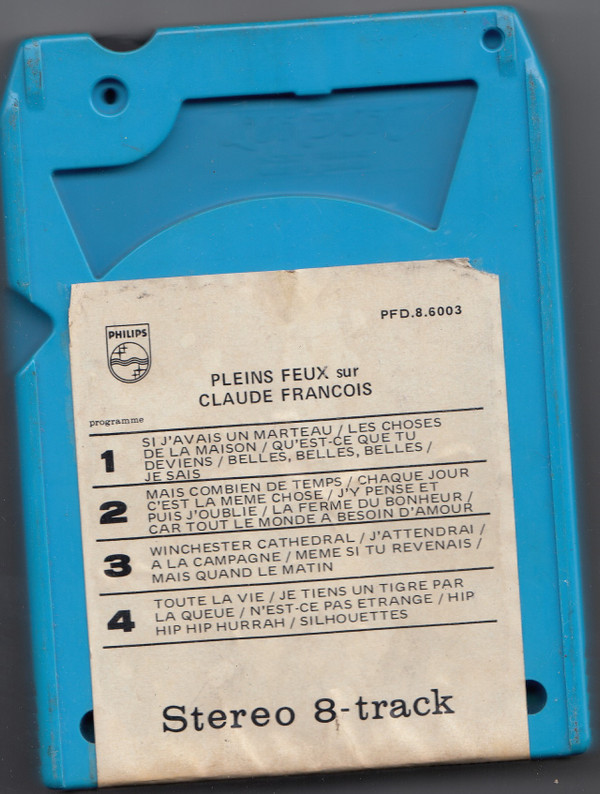 PFD.8.6003
PHILIPS
PLEINS FEUX sur
CLAUDE FRANCOIS
programme
1
SI J'AVAIS UN MARTEAU / LES CHOSES
DE LA MAISON / QU'EST-CE QUE TU
DEVIENS / BELLES, BELLES, BELLES /
JE SAIS
2
MAIS COMBIEN DE TEMPS / CHAQUE JOUR
C'EST LA MEME CHOSE / J'Y PENSE ET
PUIS J'OUBLIE / LA FERME DU BONHEUR /
CAR TOUT LE MONDE A BESOIN D'AMOUR
3
WINCHESTER CATHEDRAL / J'ATTENDRAI /
A LA CAMPAGNE / MEME SI TU REVENAIS /
MAIS QUAND LE MATIN
4
TOUTE LA VIE / JE TIENS UN TIGRE PAR
LA QUEUE / N'EST-CE PAS ETRANGE / HIP
HIP HIP HURRAH / SILHOUETTES
Stereo 8-track